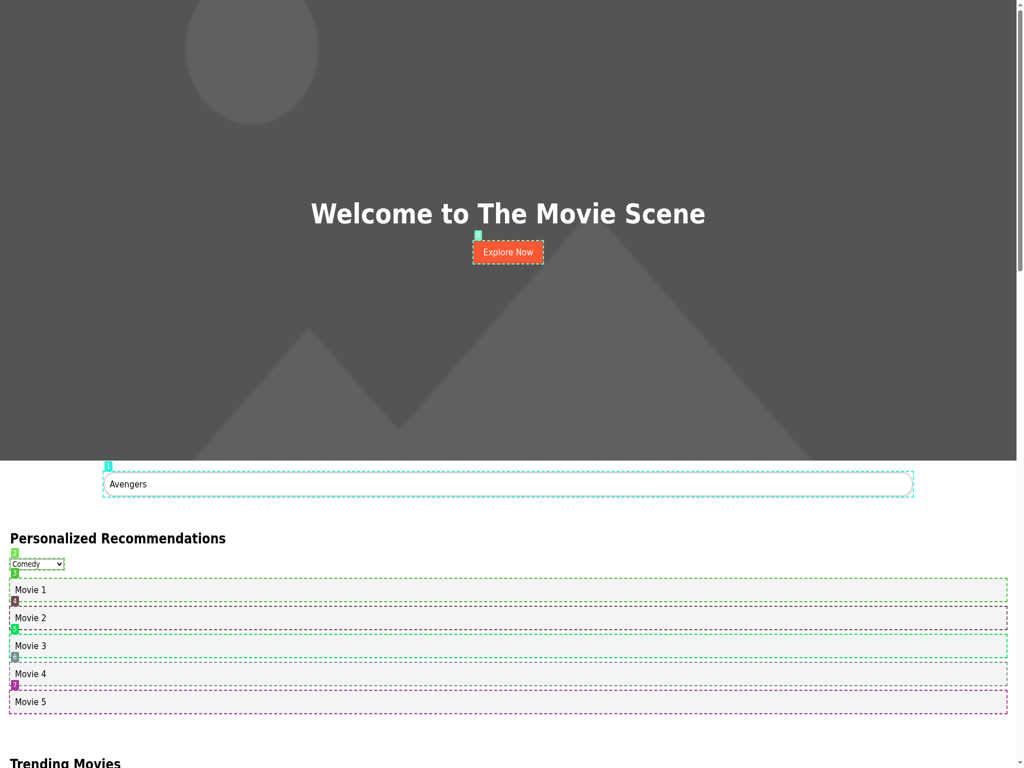 Welcome to The Movie Scene
0
Explore Now
1
Avengers
Personalized Recommendations
2
Comedy
3
Movie 1
4
Movie 2
5
Movie 3
6
Movie 4
7
Movie 5
Trending Movies